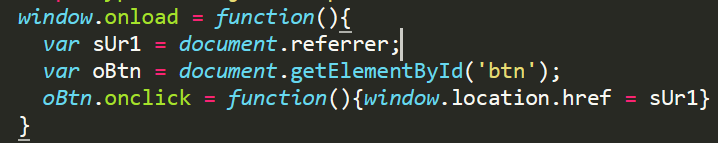 window.onload = function(){
var sUr1 = document.referrer;
var oBtn = document.getElementById('btn');
oBtn.onclick = function(){window.location.href = sUr1}
}